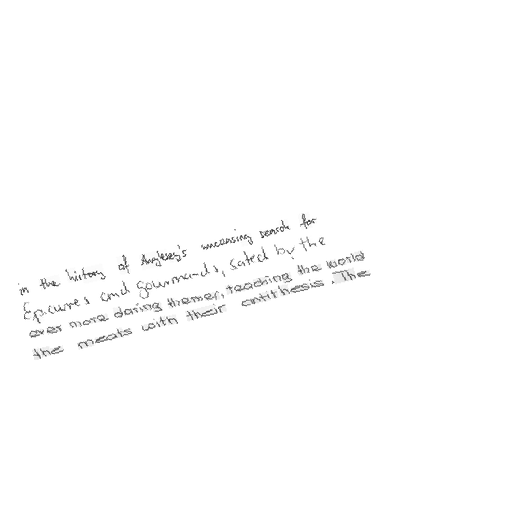 in the history of Anglesey's unceasing search for
Epicures and gourmands, sated by the
ever more daring themes, teaching the world
the meats with their antithesis. The